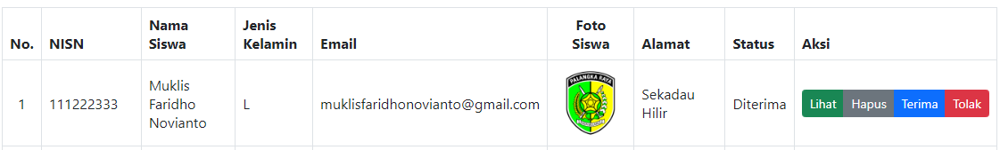 No. NISN Nama Siswa Jenis Kelamin Email Foto Siswa Alamat Status Aksi
1 111222333 Muklis Faridho Novianto L muklisfaridhonovianto@gmail.com PALANGKA RAYA Sekadau Hilir Diterima Lihat Hapus Terima Tolak